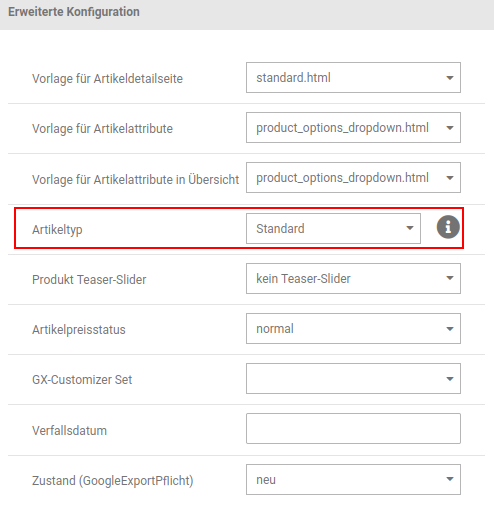 Erweiterte Konfiguration
Vorlage für Artikeldetailseite standard.html
Vorlage für Artikelattribute product_options_dropdown.html
Vorlage für Artikelattribute in Übersicht product_options_dropdown.html
Artikeltyp Standard
Produkt Teaser-Slider kein Teaser-Slider
Artikelpreisstatus normal
GX-Customizer Set
Verfallsdatum
Zustand (GoogleExportPflicht) neu